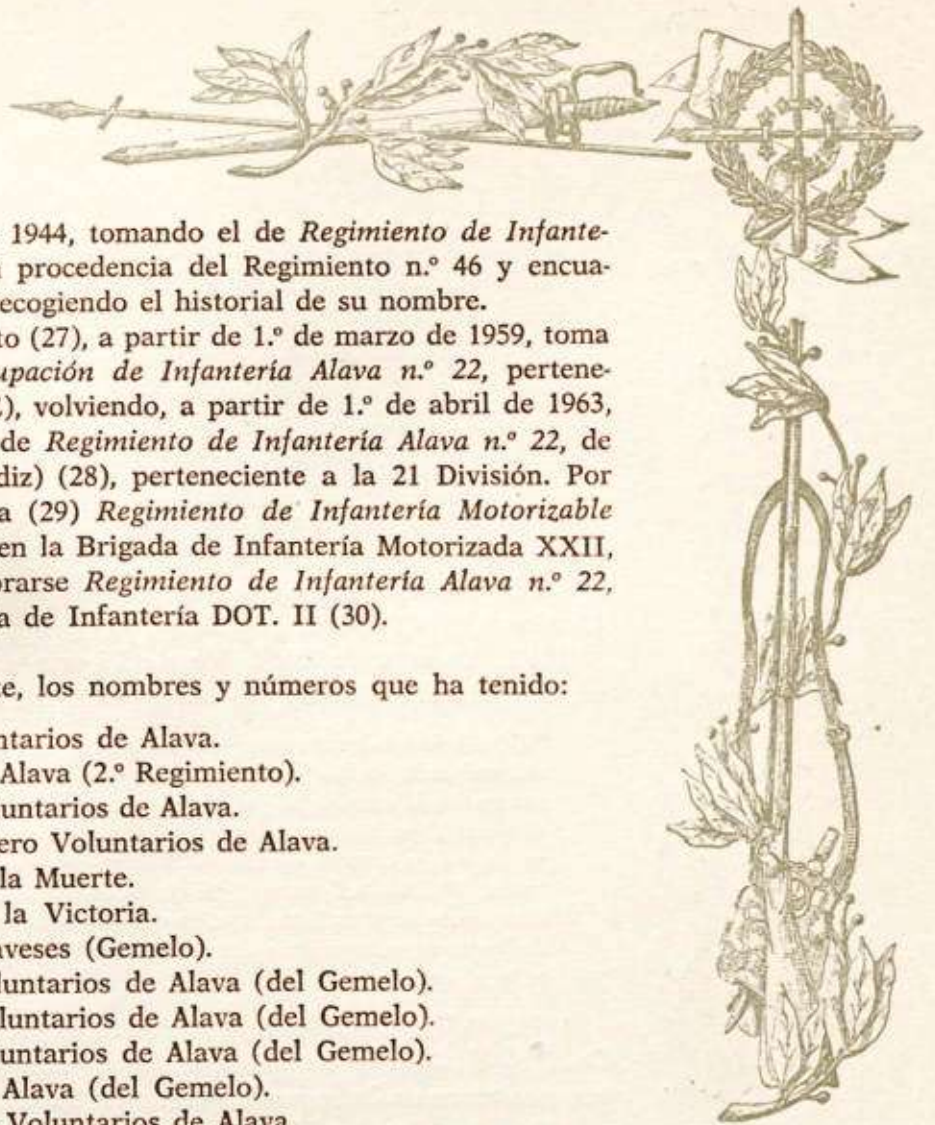 1944, tomando el de Regimiento de Infante-
procedencia del Regimiento n.º 46 y encua-
ecogiendo el historial de su nombre.
to (27), a partir de 1.º de marzo de 1959, toma
upación de Infantería Alava n.º 22, pertene-
), volviendo, a partir de 1.º de abril de 1963,
de Regimiento de Infantería Alava n.º 22, de
diz) (28), perteneciente a la 21 División. Por
a (29) Regimiento de Infantería Motorizable
en la Brigada de Infantería Motorizada XXII,
brarse Regimiento de Infantería Alava n.º 22,
a de Infantería DOT. II (30).
te, los nombres y números que ha tenido:
ntarios de Alava.
Alava (2.º Regimiento).
untarios de Alava.
ero Voluntarios de Alava.
la Muerte.
la Victoria.
aveses (Gemelo).
luntarios de Alava (del Gemelo).
luntarios de Alava (del Gemelo).
untarios de Alava (del Gemelo).
Alava (del Gemelo).
Voluntarios de Alava.